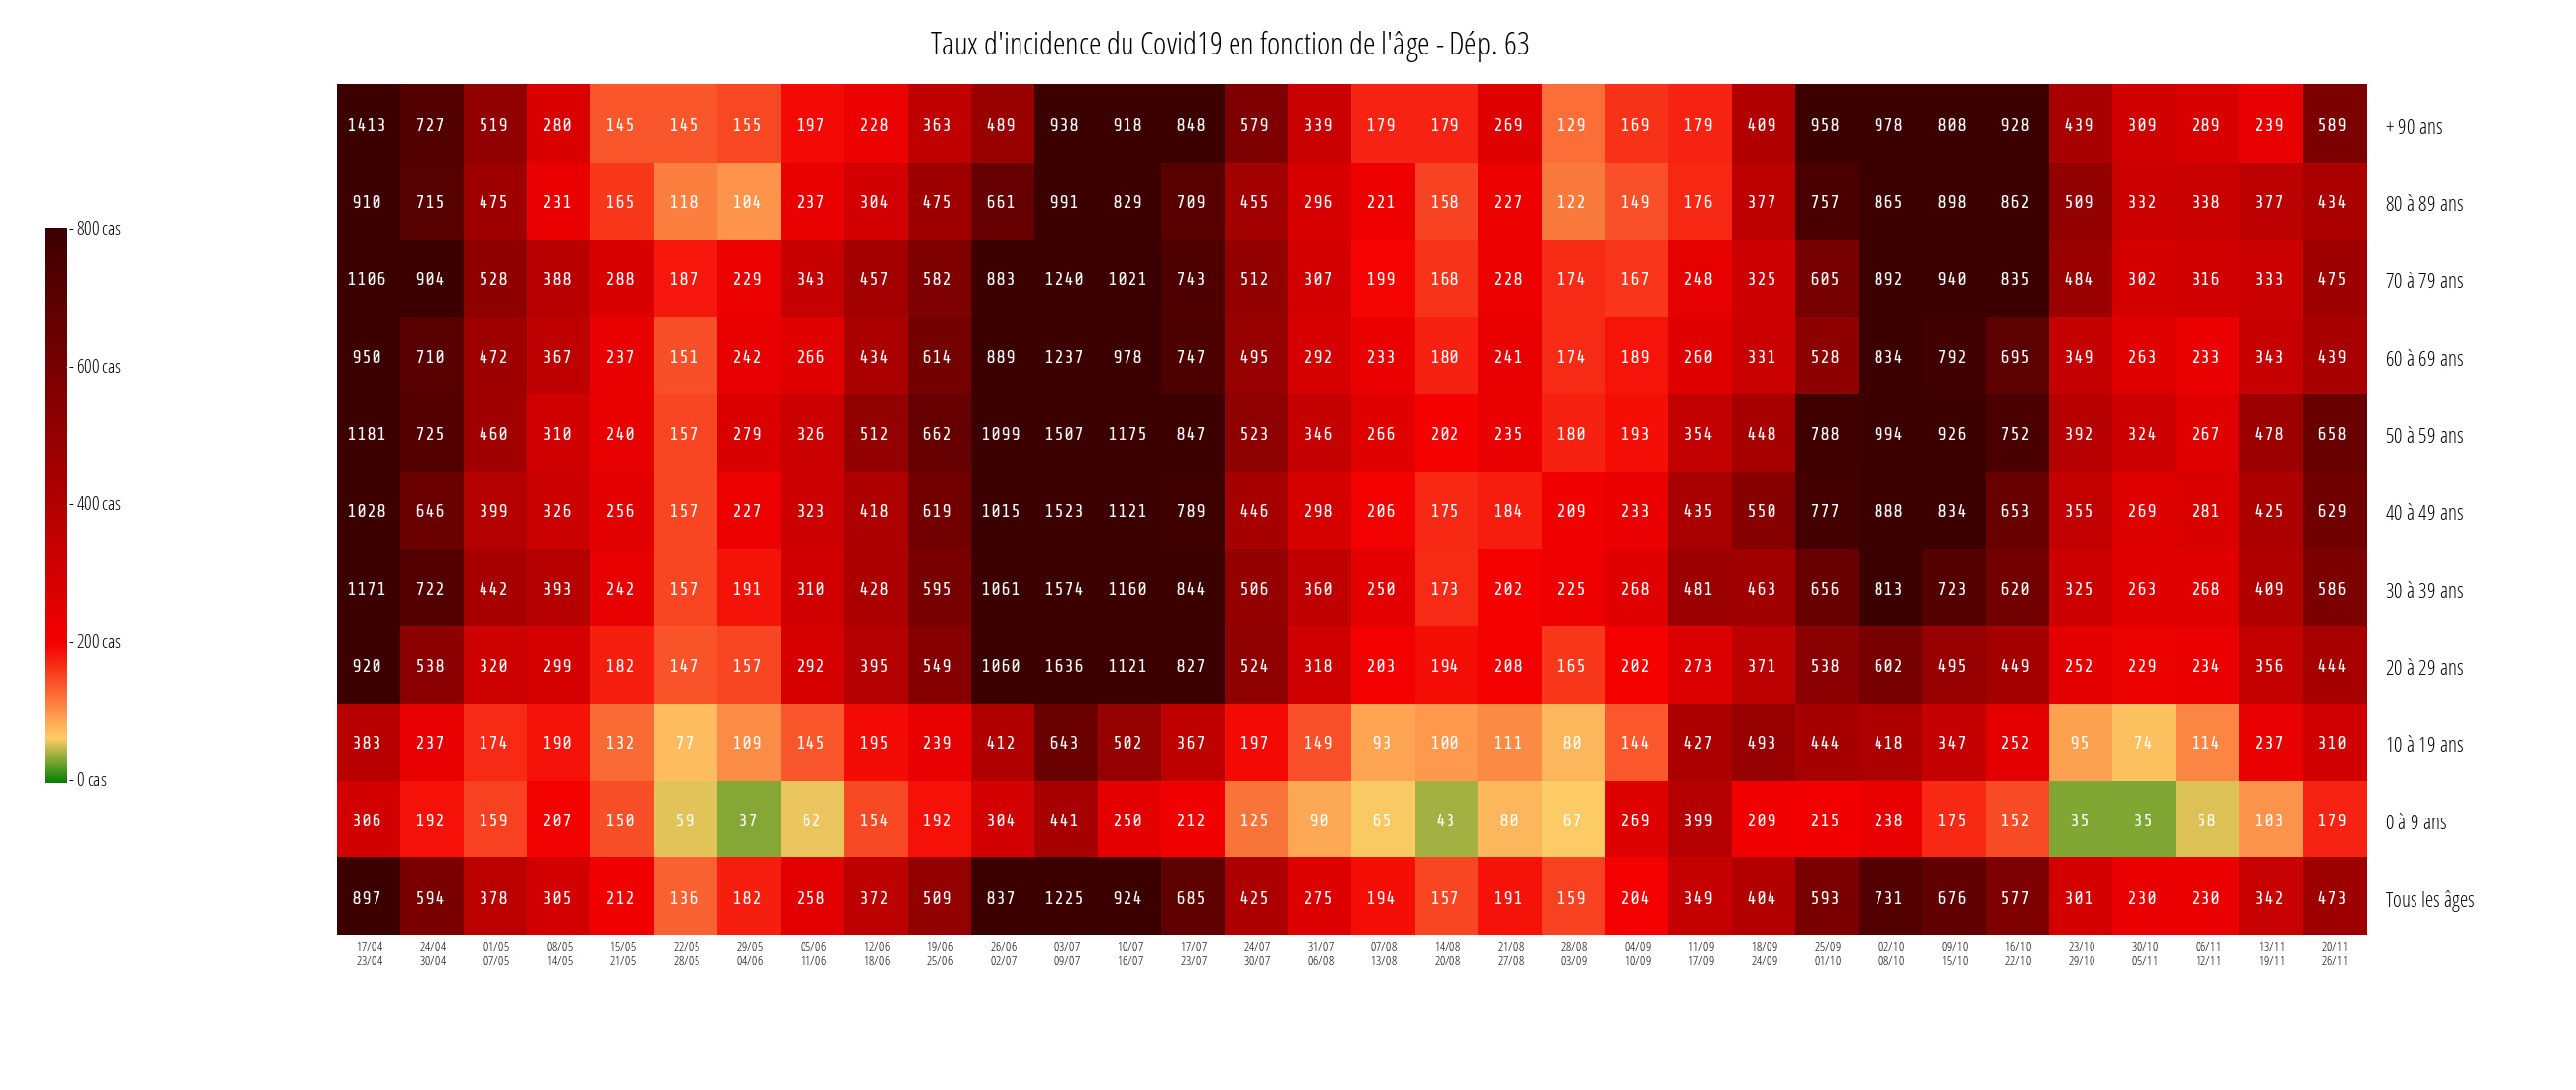 Taux d'incidence du Covid19 en fonction de l'âge - Dép. 63
- 800 cas
- 600 cas
- 400 cas
- 200 cas
- 0 cas
1413 727 519 280 145 145 155 197 228 363 489 938 918 848 579 339 179 179 269 129 169 179 409 958 978 808 928 439 309 289 239 589 + 90 ans
910 715 475 231 165 118 104 237 304 475 661 991 829 709 455 296 221 158 227 122 149 176 377 757 865 898 862 509 332 338 377 434 80 à 89 ans
1106 904 528 388 288 187 229 343 457 582 883 1240 1021 743 512 307 199 168 228 174 167 248 325 605 892 940 835 484 302 316 333 475 70 à 79 ans
950 710 472 367 237 151 242 266 434 614 889 1237 978 747 495 292 233 180 241 174 189 260 331 528 834 792 695 349 263 233 343 439 60 à 69 ans
1181 725 460 310 240 157 279 326 512 662 1099 1507 1175 847 523 346 266 202 235 180 193 354 448 788 994 926 752 392 324 267 478 658 50 à 59 ans
1028 646 399 326 256 157 227 323 418 619 1015 1523 1121 789 446 298 206 175 184 209 233 435 550 777 888 834 653 355 269 281 425 629 40 à 49 ans
1171 722 442 393 242 157 191 310 428 595 1061 1574 1160 844 506 360 250 173 202 225 268 481 463 656 813 723 620 325 263 268 409 586 30 à 39 ans
920 538 320 299 182 147 157 292 395 549 1060 1636 1121 827 524 318 203 194 208 165 202 273 371 538 602 495 449 252 229 234 356 444 20 à 29 ans
383 237 174 190 132 77 109 145 195 239 412 643 502 367 197 149 93 100 111 80 144 427 493 444 418 347 252 95 74 114 237 310 10 à 19 ans
306 192 159 207 150 59 37 62 154 192 304 441 250 212 125 90 65 43 80 67 269 399 209 215 238 175 152 35 35 58 103 179 0 à 9 ans
897 594 378 305 212 136 182 258 372 509 837 1225 924 685 425 275 194 157 191 159 204 349 404 593 731 676 577 301 230 230 342 473 Tous les âges
17/04 24/04 01/05 08/05 15/05 22/05 29/05 05/06 12/06 19/06 26/06 03/07 10/07 17/07 24/07 31/07 07/08 14/08 21/08 28/08 04/09 11/09 18/09 25/09 02/10 09/10 16/10 23/10 30/10 06/11 13/11 20/11
23/04 30/04 07/05 14/05 21/05 28/05 04/06 11/06 18/06 25/06 02/07 09/07 16/07 23/07 30/07 06/08 13/08 20/08 27/08 03/09 10/09 17/09 24/09 01/10 08/10 15/10 22/10 29/10 05/11 12/11 19/11 26/11